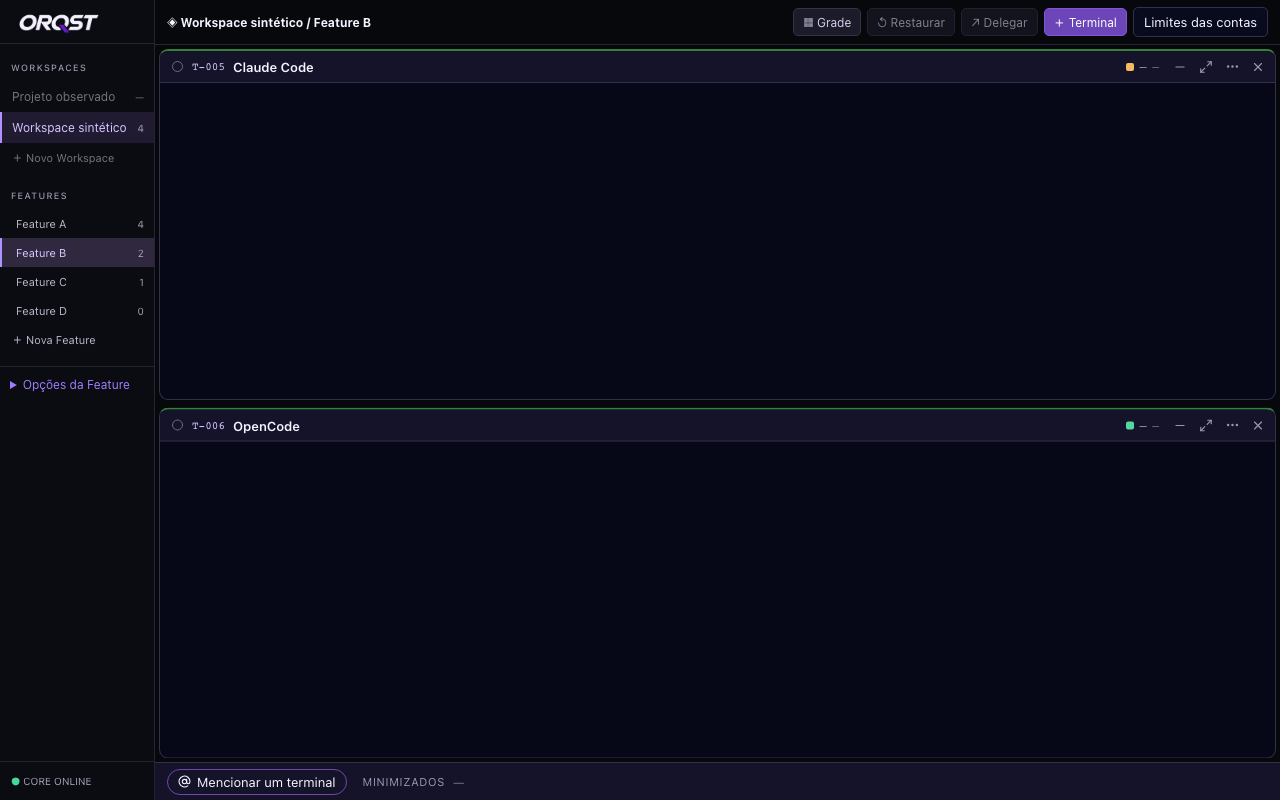 ORQST
◈ Workspace sintético / Feature B
▦ Grade
↺ Restaurar
↗ Delegar
+ Terminal
Limites das contas
WORKSPACES
Projeto observado —
Workspace sintético 4
+ Novo Workspace
FEATURES
Feature A 4
Feature B 2
Feature C 1
Feature D 0
+ Nova Feature
▶ Opções da Feature
CORE ONLINE
T-005 Claude Code — —
T-006 OpenCode — —
@ Mencionar um terminal
MINIMIZADOS —